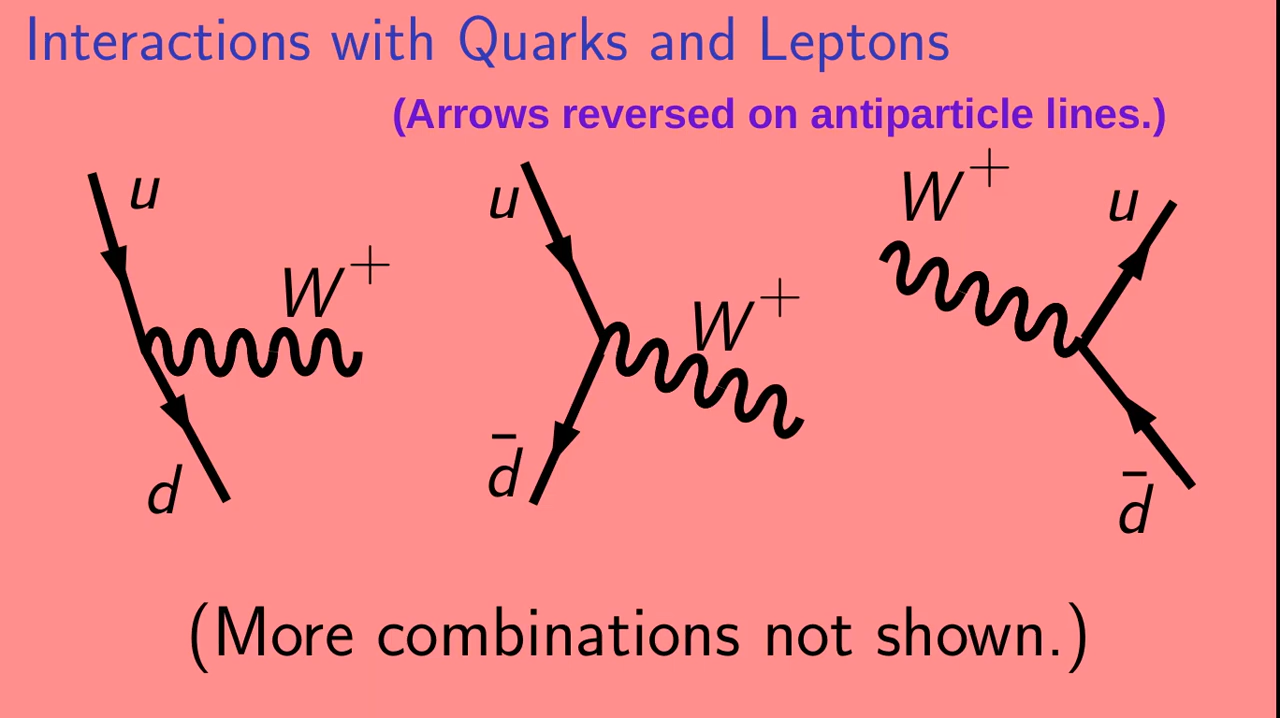 Interactions with Quarks and Leptons
(Arrows reversed on antiparticle lines.)
u
W⁺
d
u
W⁺
d̄
W⁺
u
d̄
(More combinations not shown.)